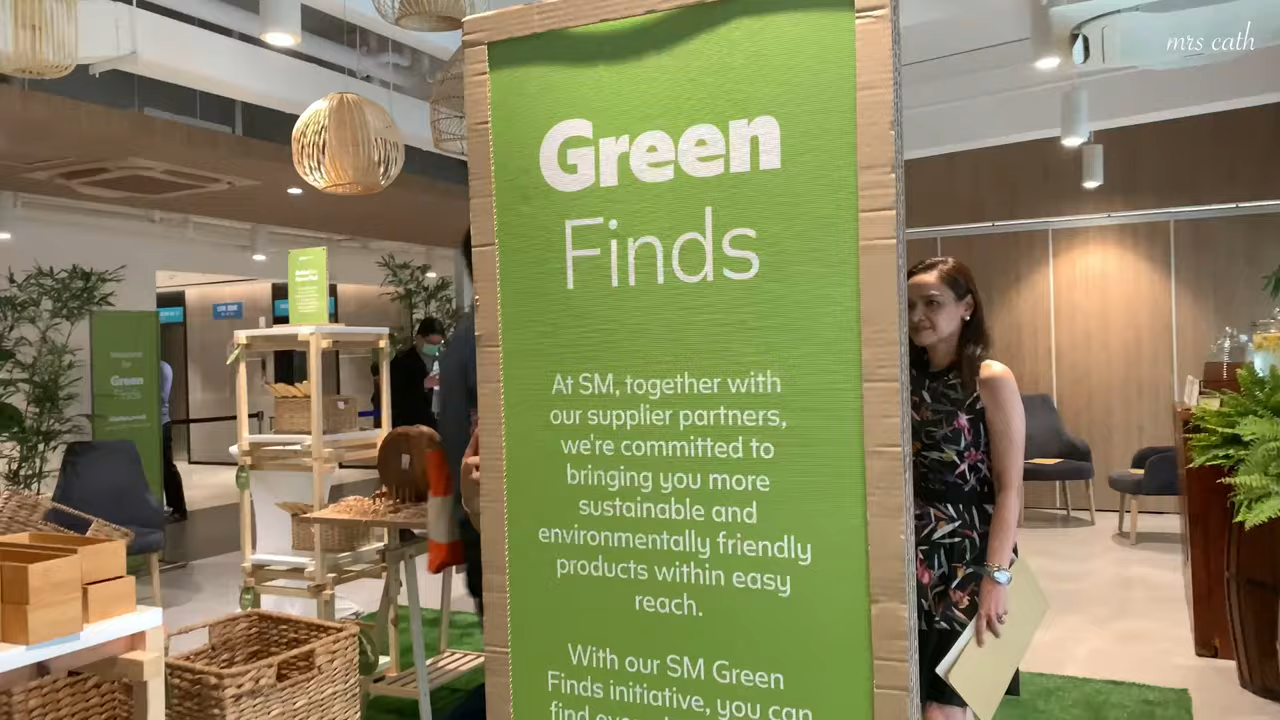 mrs cath
Green
Finds
At SM, together with
our supplier partners,
we're committed to
bringing you more
sustainable and
environmentally friendly
products within easy
reach.
With our SM Green
Finds initiative, you can
Green
Finds